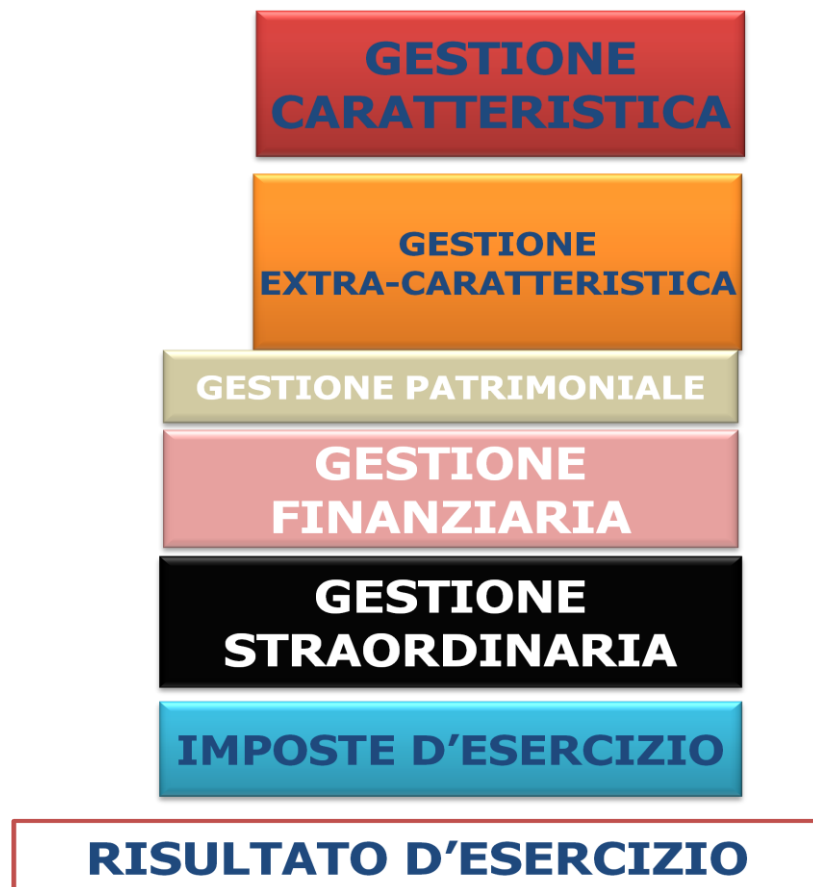 GESTIONE
CARATTERISTICA
GESTIONE
EXTRA-CARATTERISTICA
GESTIONE PATRIMONIALE
GESTIONE
FINANZIARIA
GESTIONE
STRAORDINARIA
IMPOSTE D’ESERCIZIO
RISULTATO D’ESERCIZIO